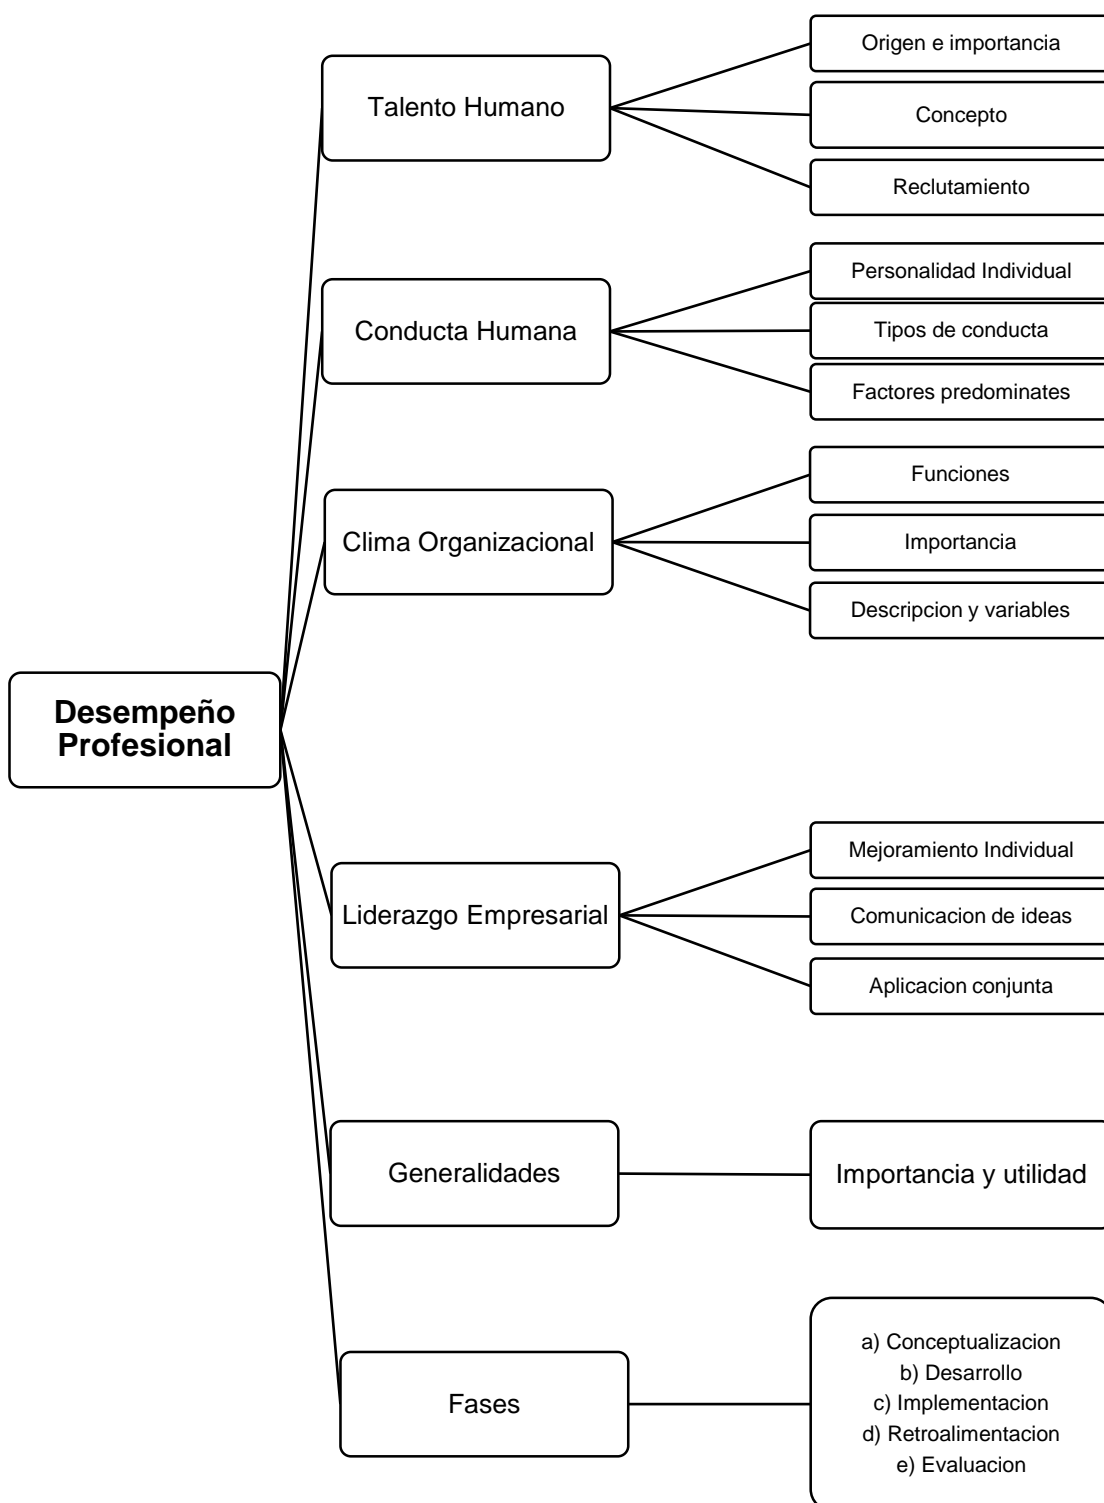 Desempeño
Profesional
Talento Humano
Origen e importancia
Concepto
Reclutamiento
Conducta Humana
Personalidad Individual
Tipos de conducta
Factores predominates
Clima Organizacional
Funciones
Importancia
Descripcion y variables
Liderazgo Empresarial
Mejoramiento Individual
Comunicacion de ideas
Aplicacion conjunta
Generalidades
Importancia y utilidad
Fases
a) Conceptualizacion
b) Desarrollo
c) Implementacion
d) Retroalimentacion
e) Evaluacion